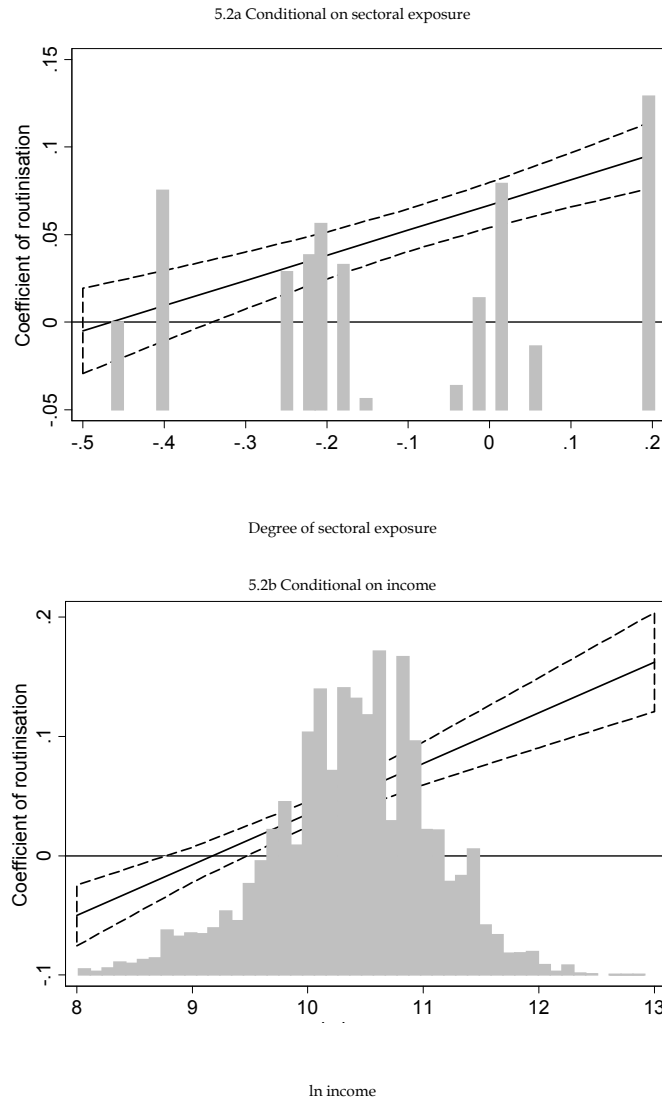 5.2a Conditional on sectoral exposure
.15
.1
.05
0
-.05
Coefficient of routinisation
-.5 -.4 -.3 -.2 -.1 0 .1 .2
Degree of sectoral exposure
5.2b Conditional on income
.2
.1
0
-.1
Coefficient of routinisation
8 9 10 11 12 13
ln income